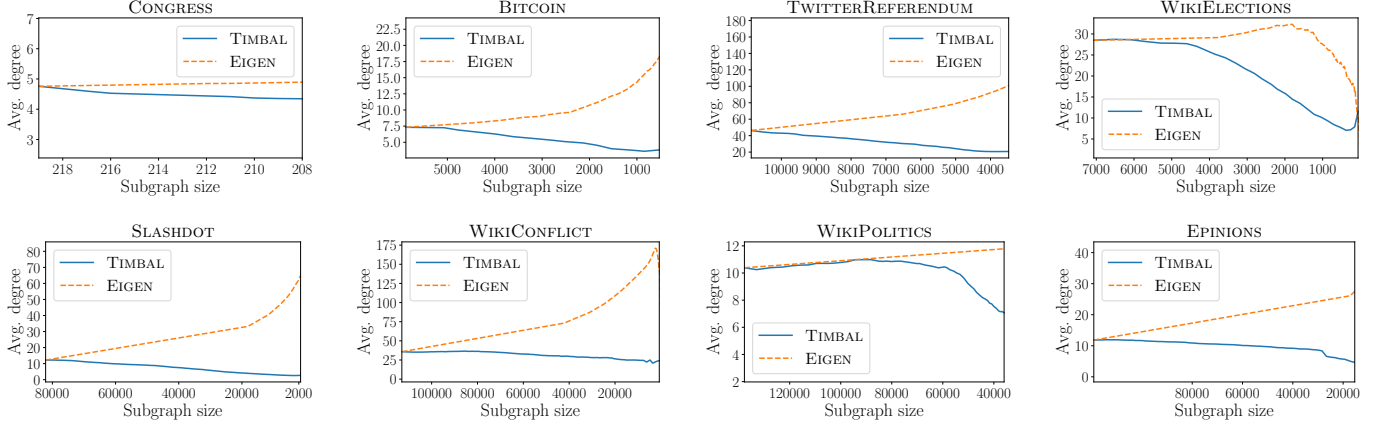 CONGRESS
7
6
5
4
3
Avg. degree
TIMBAL
EIGEN
218 216 214 212 210 208
Subgraph size
BITCOIN
22.5
20.0
17.5
15.0
12.5
10.0
7.5
5.0
Avg. degree
TIMBAL
EIGEN
5000 4000 3000 2000 1000
Subgraph size
TWITTERREFERENDUM
180
160
140
120
100
80
60
40
20
Avg. degree
TIMBAL
EIGEN
10000 9000 8000 7000 6000 5000 4000
Subgraph size
WIKIELECTIONS
30
25
20
15
10
5
Avg. degree
TIMBAL
EIGEN
7000 6000 5000 4000 3000 2000 1000
Subgraph size
SLASHDOT
80
70
60
50
40
30
20
10
0
Avg. degree
TIMBAL
EIGEN
80000 60000 40000 20000 2000
Subgraph size
WIKICONFLICT
175
150
125
100
75
50
25
0
Avg. degree
TIMBAL
EIGEN
100000 80000 60000 40000 20000
Subgraph size
WIKIPOLITICS
12
10
8
6
4
2
Avg. degree
TIMBAL
EIGEN
120000 100000 80000 60000 40000
Subgraph size
EPINIONS
40
30
20
10
0
Avg. degree
TIMBAL
EIGEN
80000 60000 40000 20000
Subgraph size